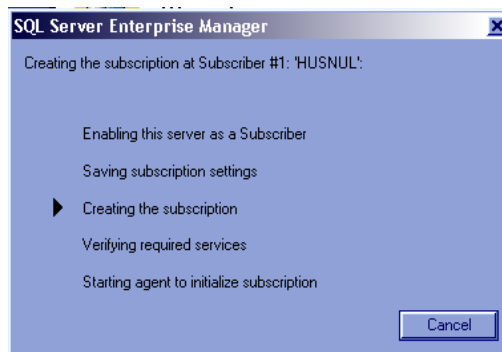 SQL Server Enterprise Manager
Creating the subscription at Subscriber #1: 'HUSNUL':
Enabling this server as a Subscriber
Saving subscription settings
Creating the subscription
Verifying required services
Starting agent to initialize subscription
Cancel